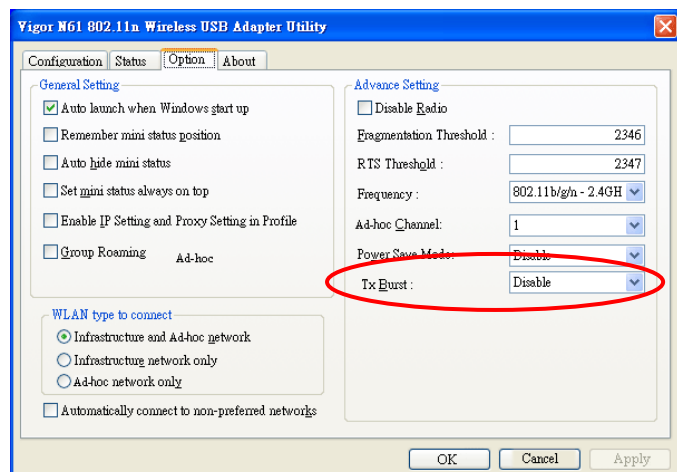 Vigor N61 802.11n Wireless USB Adapter Utility
Configuration Status Option About
General Setting
Auto launch when Windows start up
Remember mini status position
Auto hide mini status
Set mini status always on top
Enable IP Setting and Proxy Setting in Profile
Group Roaming Ad-hoc
WLAN type to connect
Infrastructure and Ad-hoc network
Infrastructure network only
Ad-hoc network only
Automatically connect to non-preferred networks
Advance Setting
Disable Radio
Fragmentation Threshold : 2346
RTS Threshold : 2347
Frequency : 802.11b/g/n - 2.4GH
Ad-hoc Channel: 1
Power Save Mode: Disable
Tx Burst : Disable
OK Cancel Apply